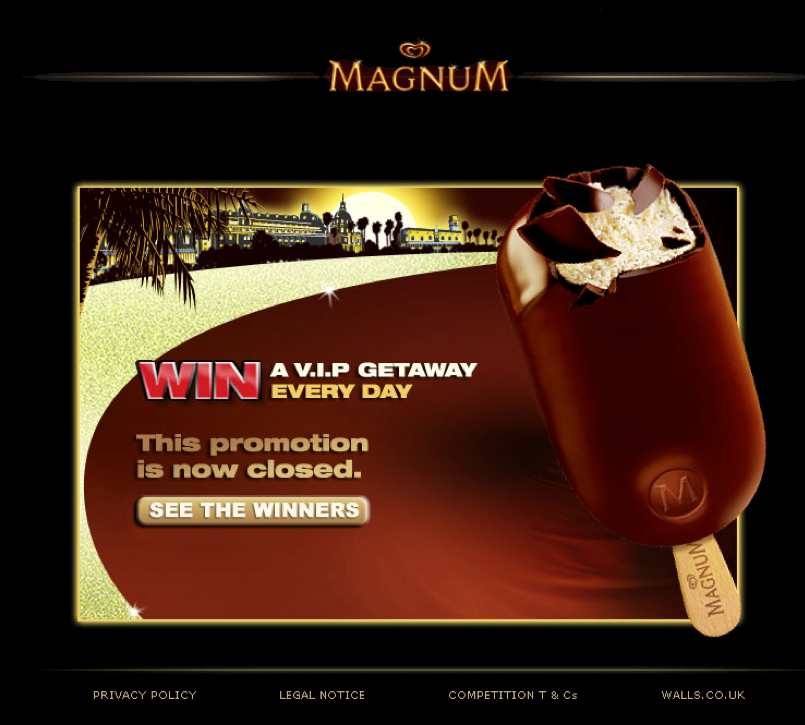 MAGNUM
WIN A V.I.P GETAWAY
EVERY DAY
This promotion
is now closed.
SEE THE WINNERS
M
MAGNUM
PRIVACY POLICY
LEGAL NOTICE
COMPETITION T & Cs
WALLS.CO.UK